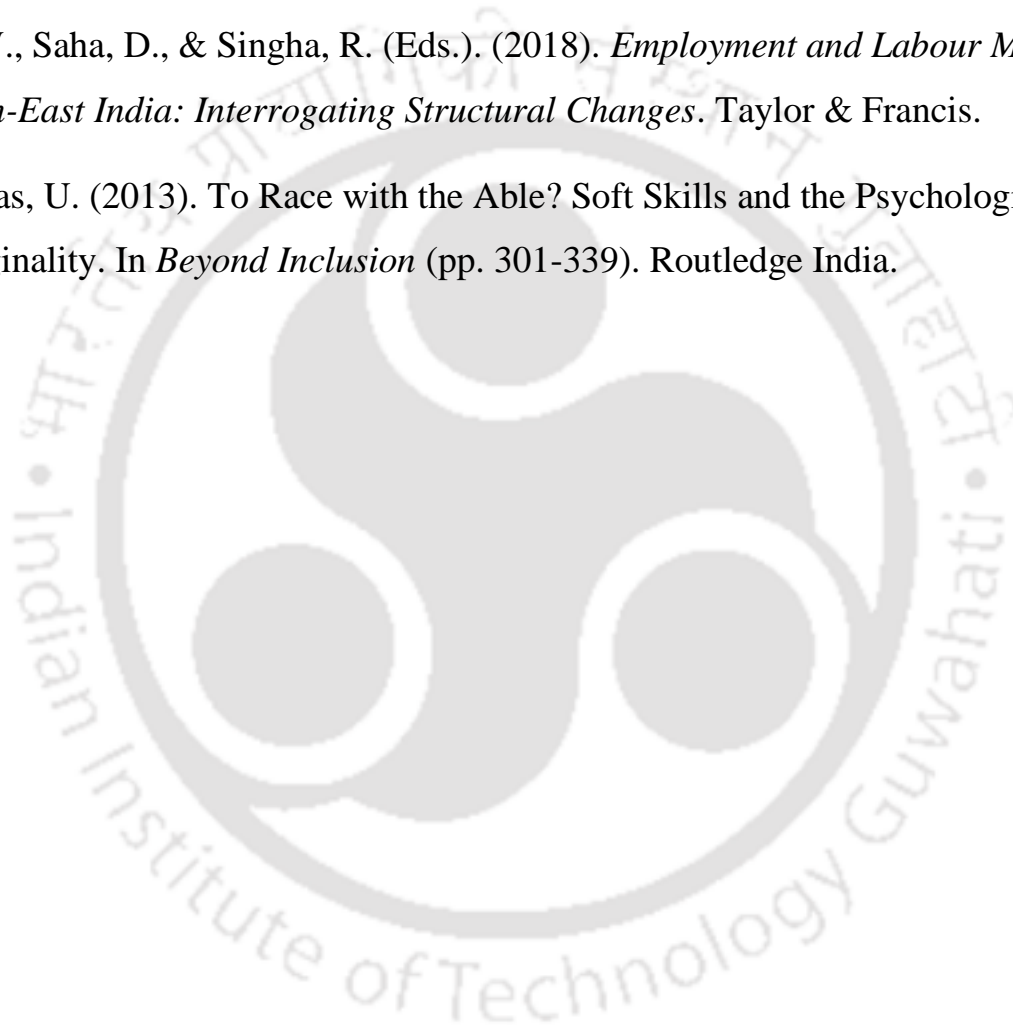 Saha, D., & Singha, R. (Eds.). (2018). Employment and Labour M
-East India: Interrogating Structural Changes. Taylor & Francis.
as, U. (2013). To Race with the Able? Soft Skills and the Psychologi
ginality. In Beyond Inclusion (pp. 301-339). Routledge India.
Indian Institute of Technology Guwahati